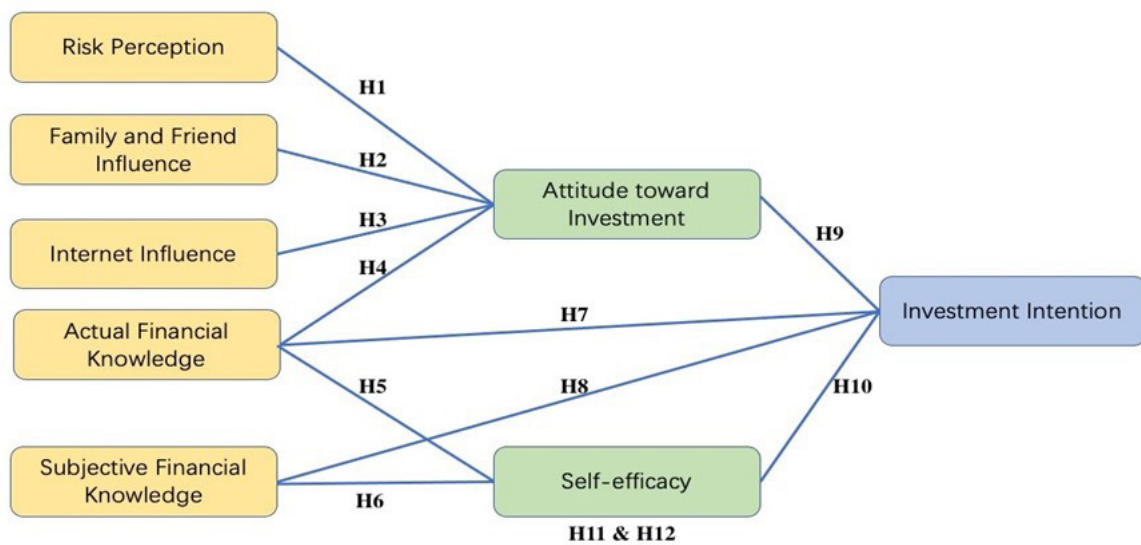 Risk Perception
H1
Family and Friend
Influence
H2
Attitude toward
Investment
H3
Internet Influence
H4
H9
Actual Financial
Knowledge
H7
Investment Intention
H5
H8
H10
Subjective Financial
Knowledge
H6
Self-efficacy
H11 & H12